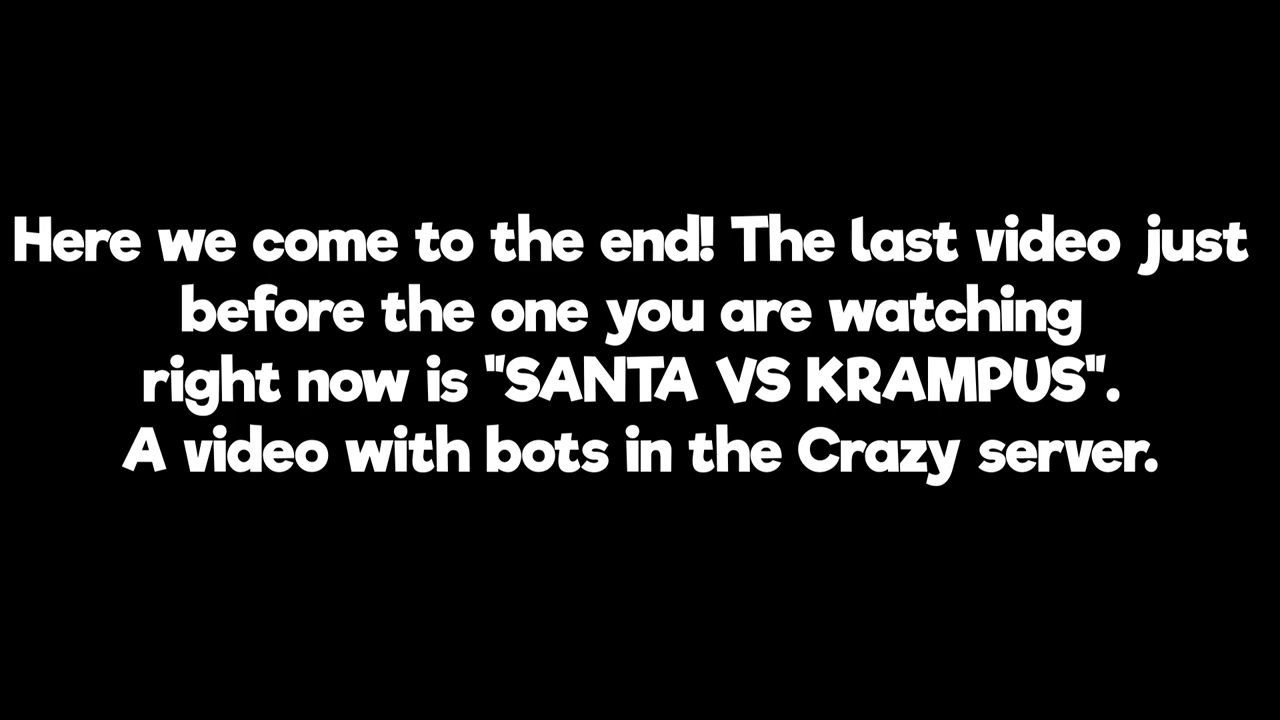 Here we come to the end! The last video just
before the one you are watching
right now is "SANTA VS KRAMPUS".
A video with bots in the Crazy server.